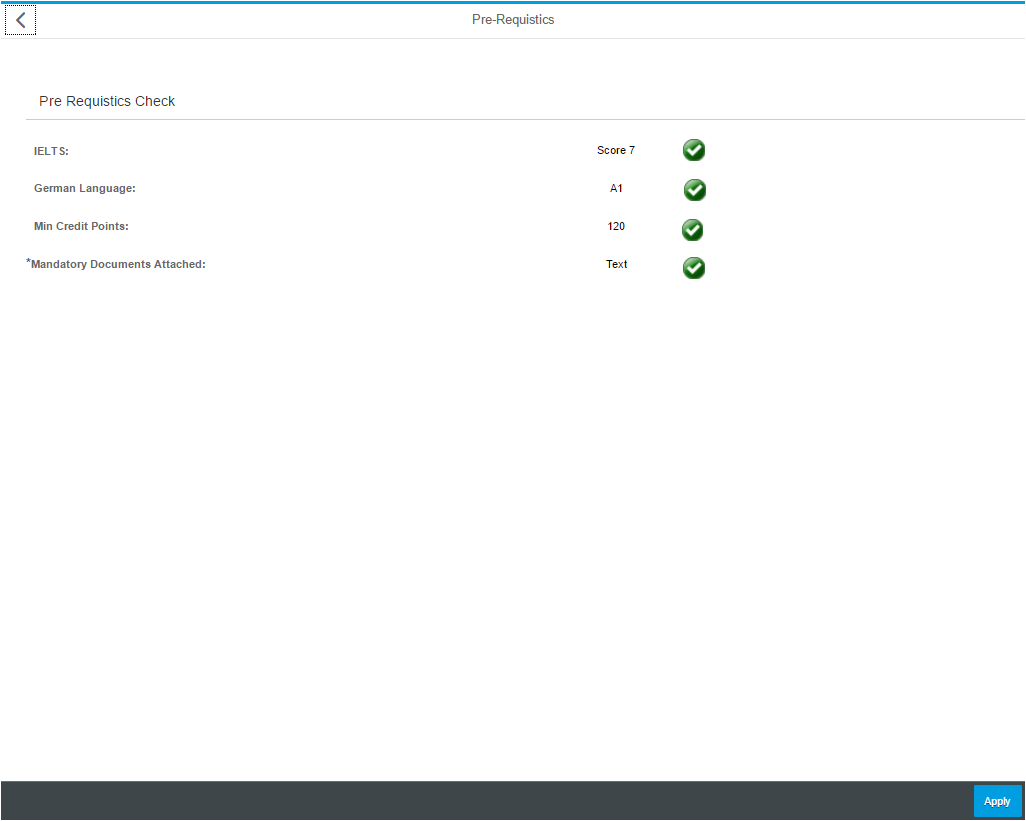 Pre-Requistics
Pre Requistics Check
IELTS: Score 7
German Language: A1
Min Credit Points: 120
*Mandatory Documents Attached: Text
Apply